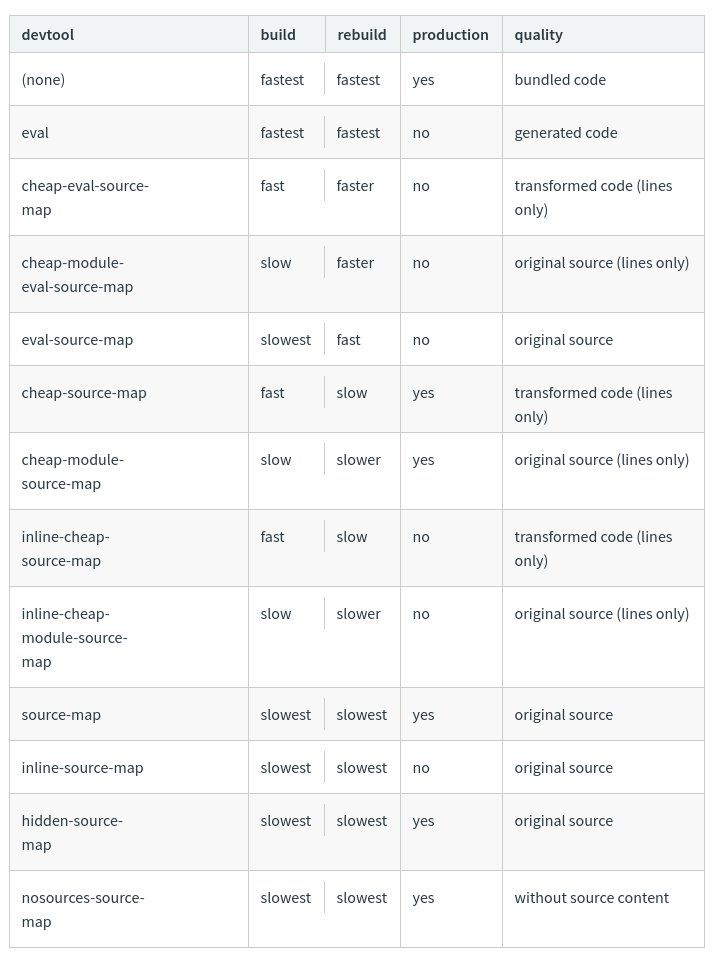 devtool build rebuild production quality
(none) fastest fastest yes bundled code
eval fastest fastest no generated code
cheap-eval-source- fast faster no transformed code (lines
map only)
cheap-module- slow faster no original source (lines only)
eval-source-map
eval-source-map slowest fast no original source
cheap-source-map fast slow yes transformed code (lines
only)
cheap-module- slow slower yes original source (lines only)
source-map
inline-cheap- fast slow no transformed code (lines
source-map only)
inline-cheap- slow slower no original source (lines only)
module-source-
map
source-map slowest slowest yes original source
inline-source-map slowest slowest no original source
hidden-source- slowest slowest yes original source
map
nosources-source- slowest slowest yes without source content
map